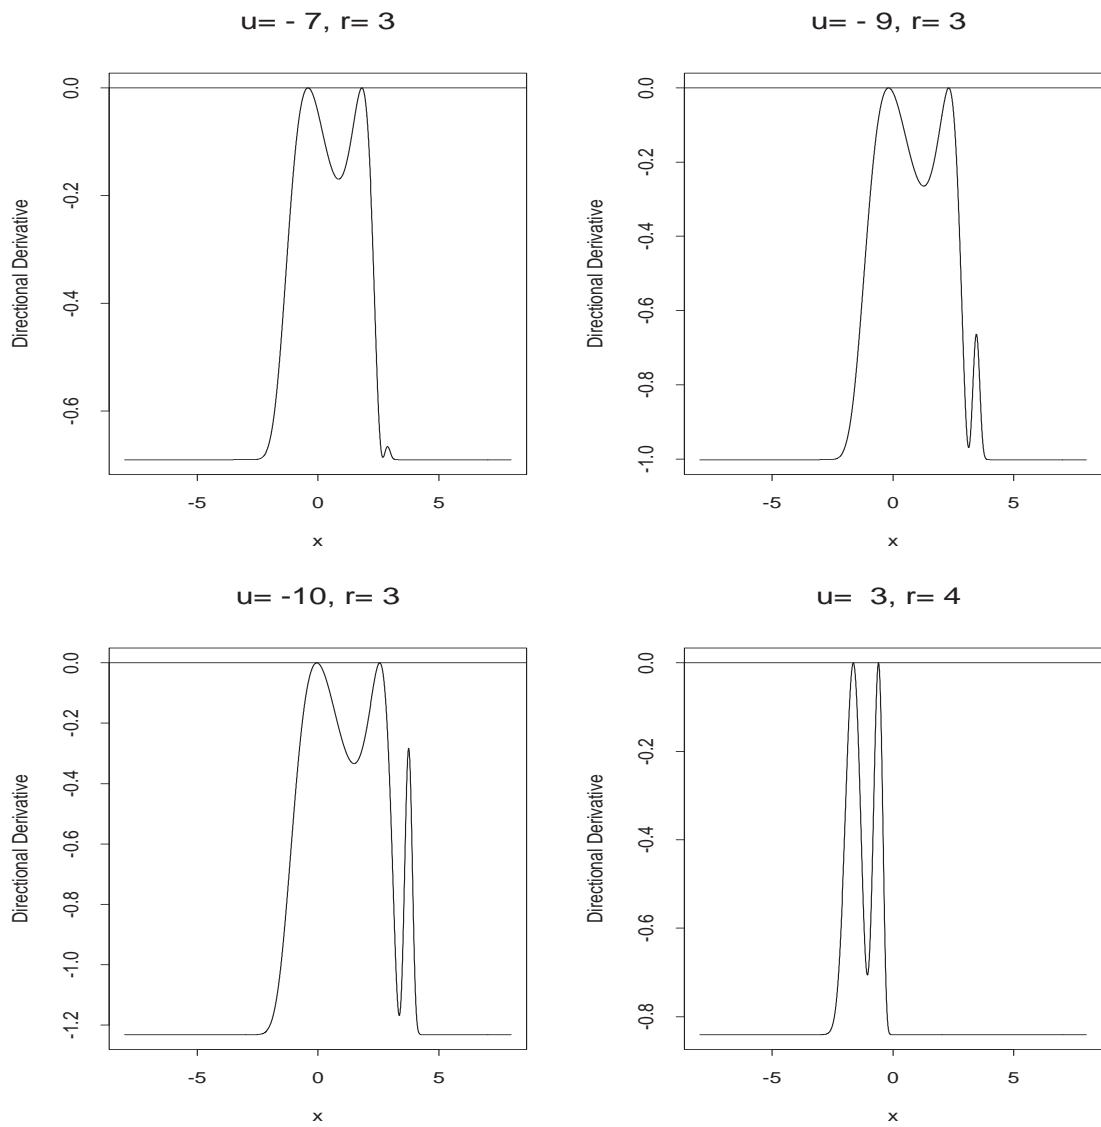 u= - 7, r= 3
Directional Derivative
0.0
-0.2
-0.4
-0.6
-5
0
5
x
u= - 9, r= 3
Directional Derivative
0.0
-0.2
-0.4
-0.6
-0.8
-1.0
-5
0
5
x
u= -10, r= 3
Directional Derivative
0.0
-0.2
-0.4
-0.6
-0.8
-1.0
-1.2
-5
0
5
x
u= 3, r= 4
Directional Derivative
0.0
-0.2
-0.4
-0.6
-0.8
-5
0
5
x